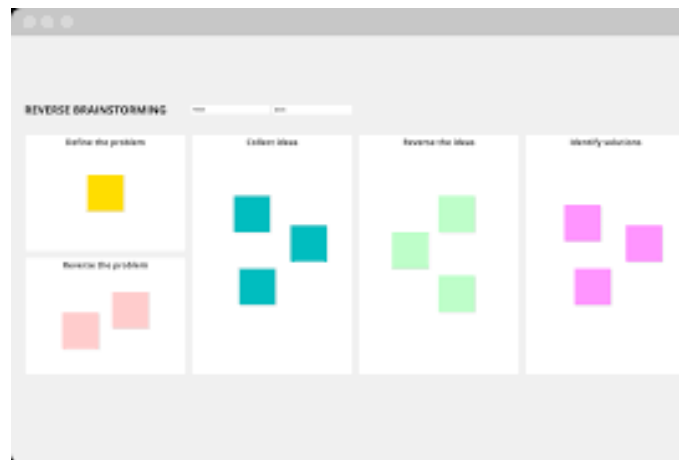 REVERSE BRAINSTORMING
Define the problem
Collect ideas
Reverse the ideas
Identify solutions
Reverse the problem